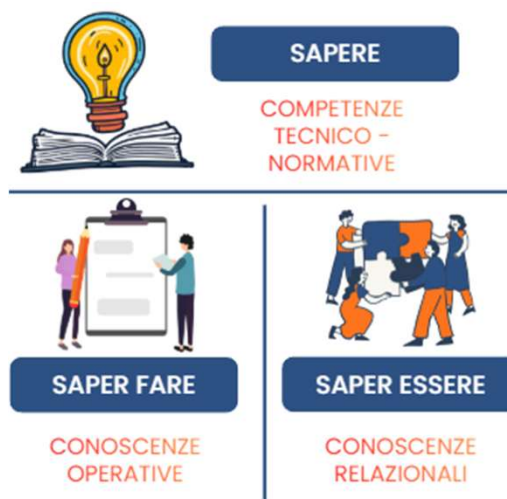 SAPERE
COMPETENZE
TECNICO -
NORMATIVE
SAPER FARE
CONOSCENZE
OPERATIVE
SAPER ESSERE
CONOSCENZE
RELAZIONALI